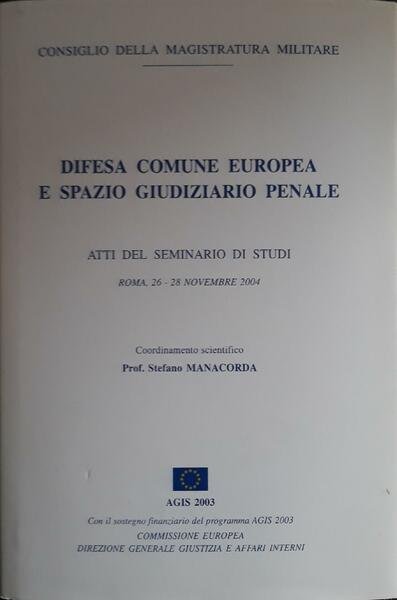 CONSIGLIO DELLA MAGISTRATURA MILITARE
DIFESA COMUNE EUROPEA
E SPAZIO GIUDIZIARIO PENALE
ATTI DEL SEMINARIO DI STUDI
ROMA, 26 - 28 NOVEMBRE 2004
Coordinamento scientifico
Prof. Stefano MANACORDA
AGIS 2003
Con il sostegno finanziario del programma AGIS 2003
COMMISSIONE EUROPEA
DIREZIONE GENERALE GIUSTIZIA E AFFARI INTERNI